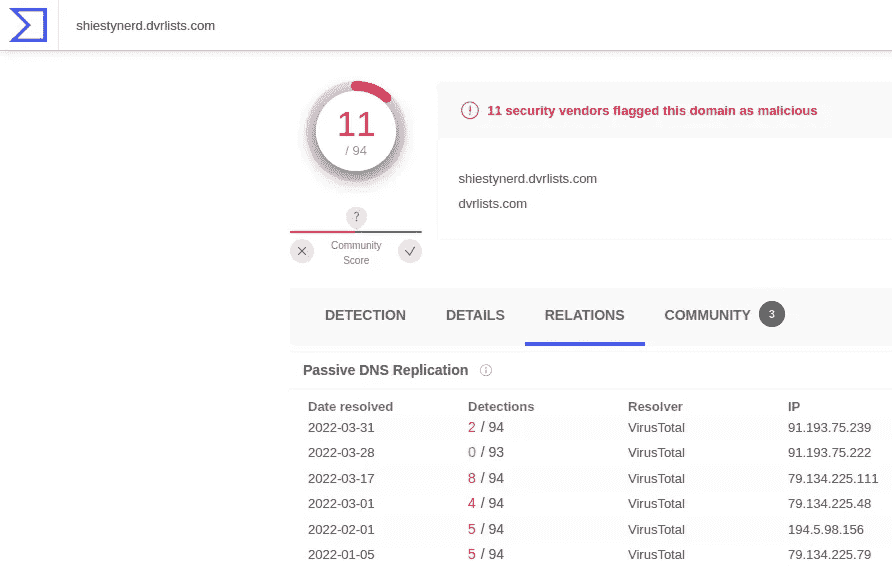 shiestynerd.dvrlists.com
11
/ 94
11 security vendors flagged this domain as malicious
shiestynerd.dvrlists.com
dvrlists.com
?
Community
Score
DETECTION DETAILS RELATIONS COMMUNITY 3
Passive DNS Replication
Date resolved Detections Resolver IP
2022-03-31 2 / 94 VirusTotal 91.193.75.239
2022-03-28 0 / 93 VirusTotal 91.193.75.222
2022-03-17 8 / 94 VirusTotal 79.134.225.111
2022-03-01 4 / 94 VirusTotal 79.134.225.48
2022-02-01 5 / 94 VirusTotal 194.5.98.156
2022-01-05 5 / 94 VirusTotal 79.134.225.79